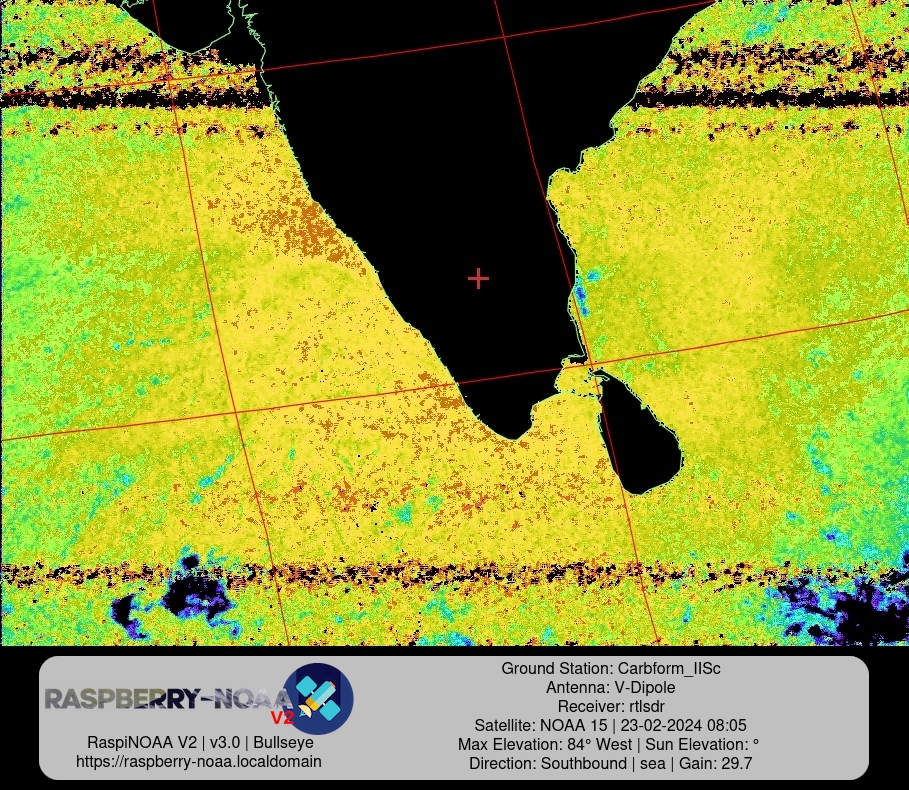 RASPBERRY-NOAA
V2
RaspiNOAA V2 | v3.0 | Bullseye
https://raspberry-noaa.localdomain
Ground Station: Carbform_IISc
Antenna: V-Dipole
Receiver: rtlsdr
Satellite: NOAA 15 | 23-02-2024 08:05
Max Elevation: 84° West | Sun Elevation: °
Direction: Southbound | sea | Gain: 29.7